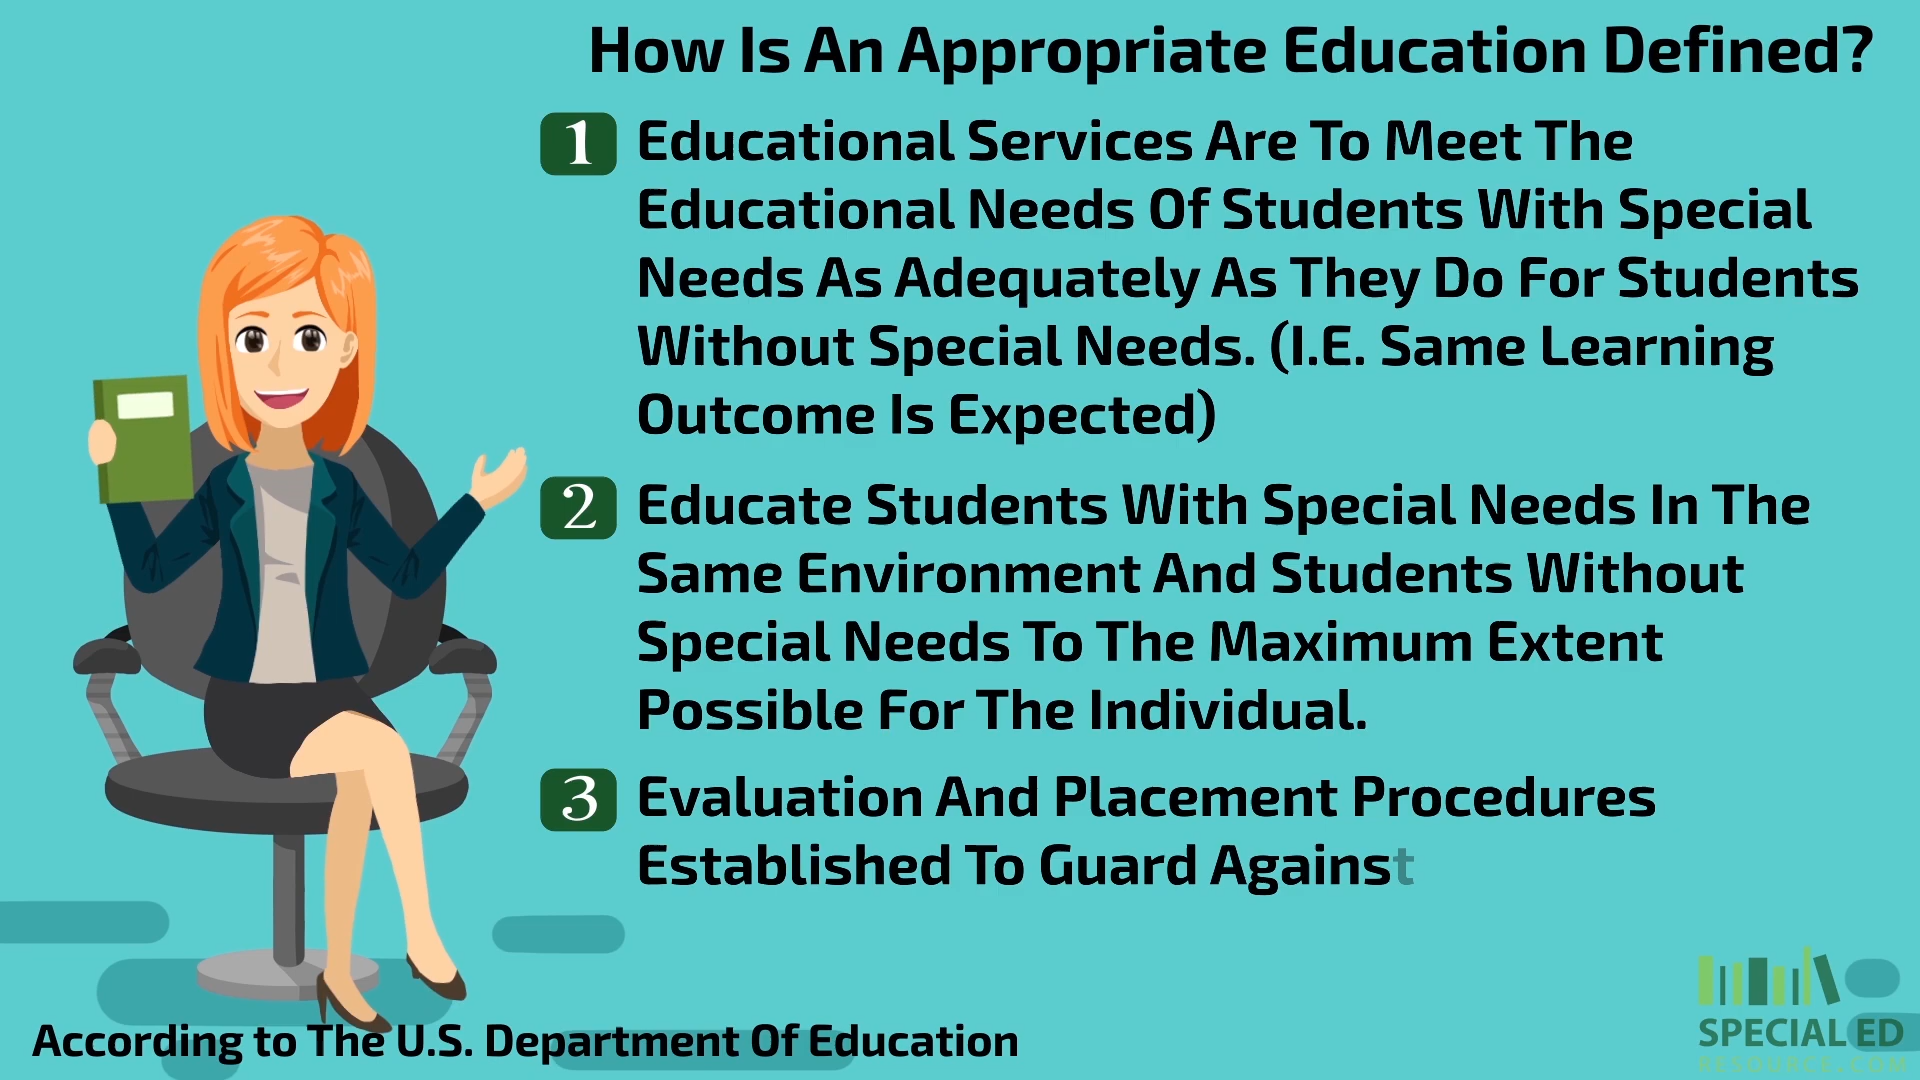 How Is An Appropriate Education Defined?
1 Educational Services Are To Meet The
Educational Needs Of Students With Special
Needs As Adequately As They Do For Students
Without Special Needs. (I.E. Same Learning
Outcome Is Expected)
2 Educate Students With Special Needs In The
Same Environment And Students Without
Special Needs To The Maximum Extent
Possible For The Individual.
3 Evaluation And Placement Procedures
Established To Guard Against
According to The U.S. Department Of Education
SPECIAL ED
RESOURCE.COM